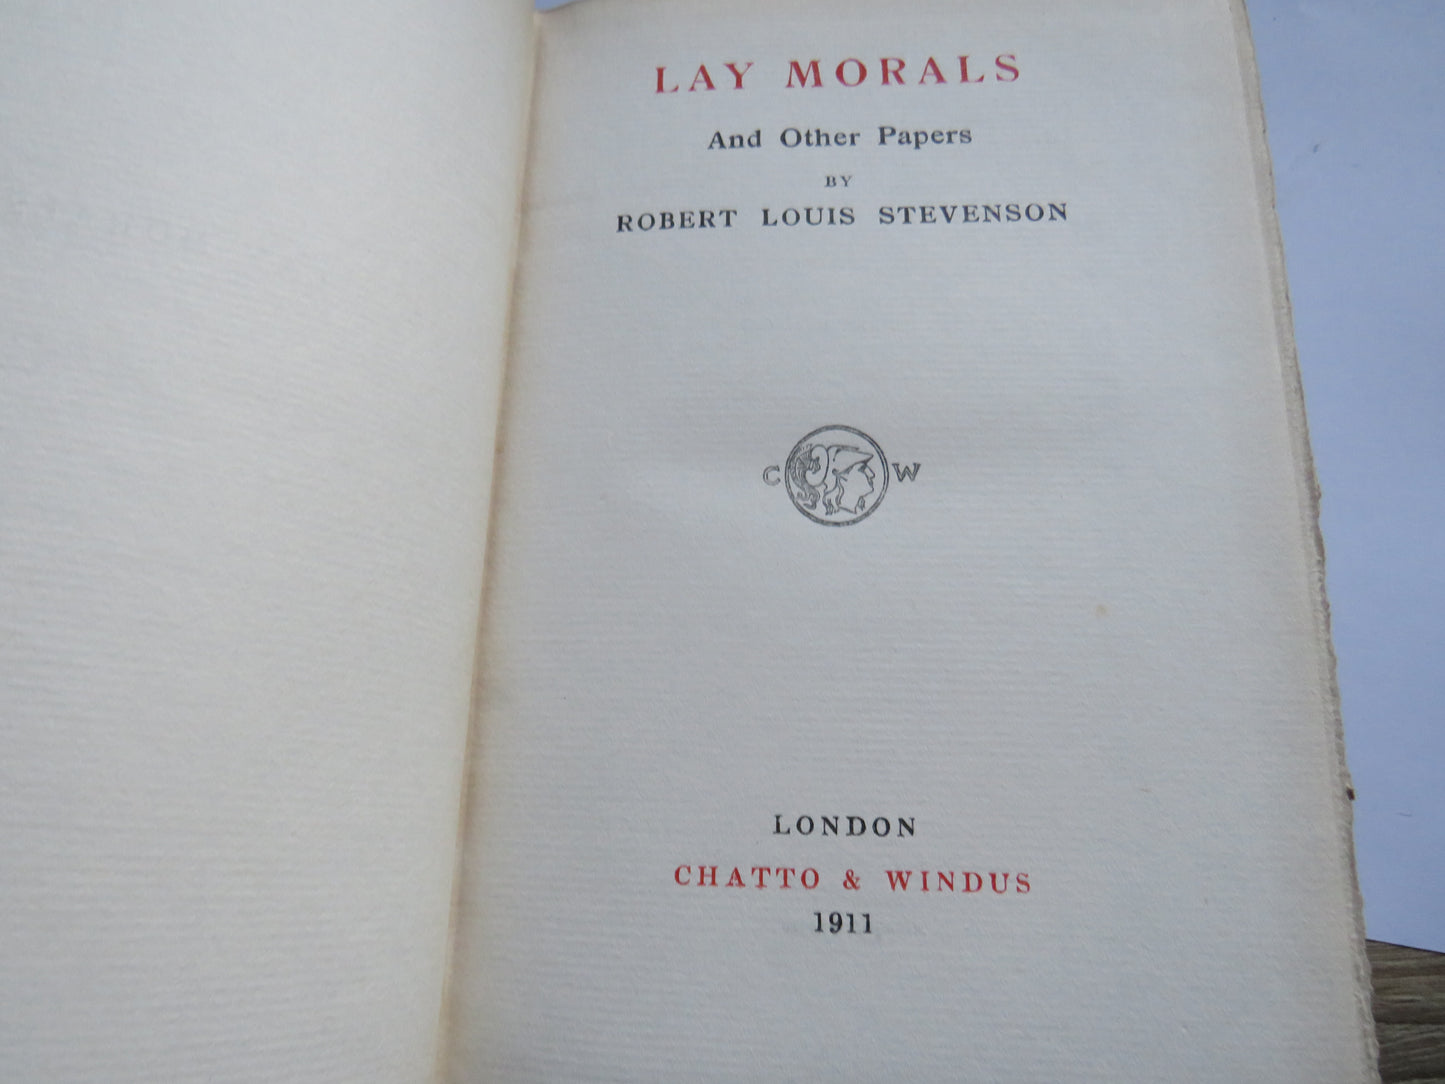 LAY MORALS
And Other Papers
BY
ROBERT LOUIS STEVENSON
C W
LONDON
CHATTO & WINDUS
1911